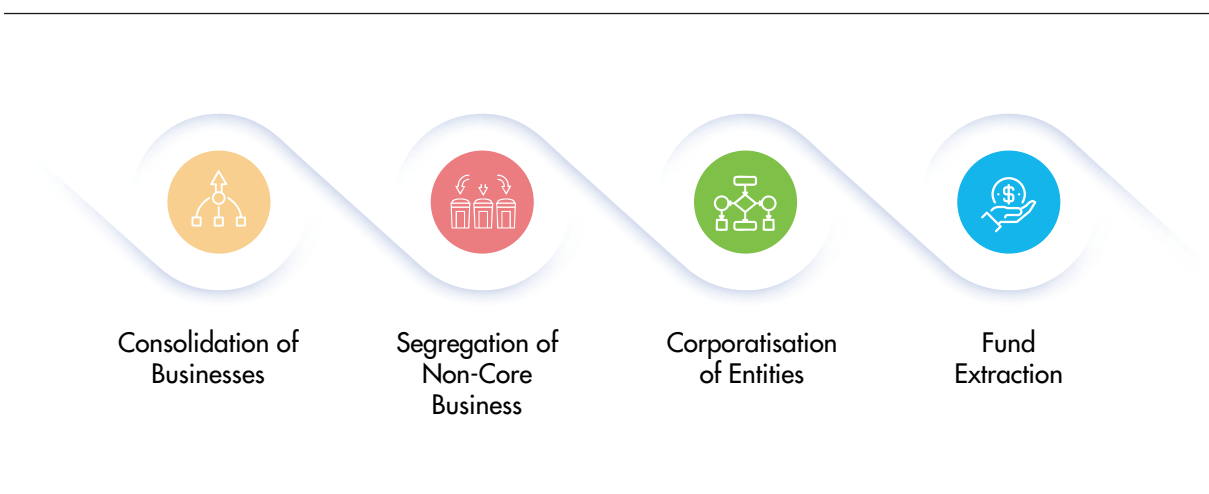 Consolidation of
Businesses
Segregation of
Non-Core
Business
Corporatisation
of Entities
Fund
Extraction